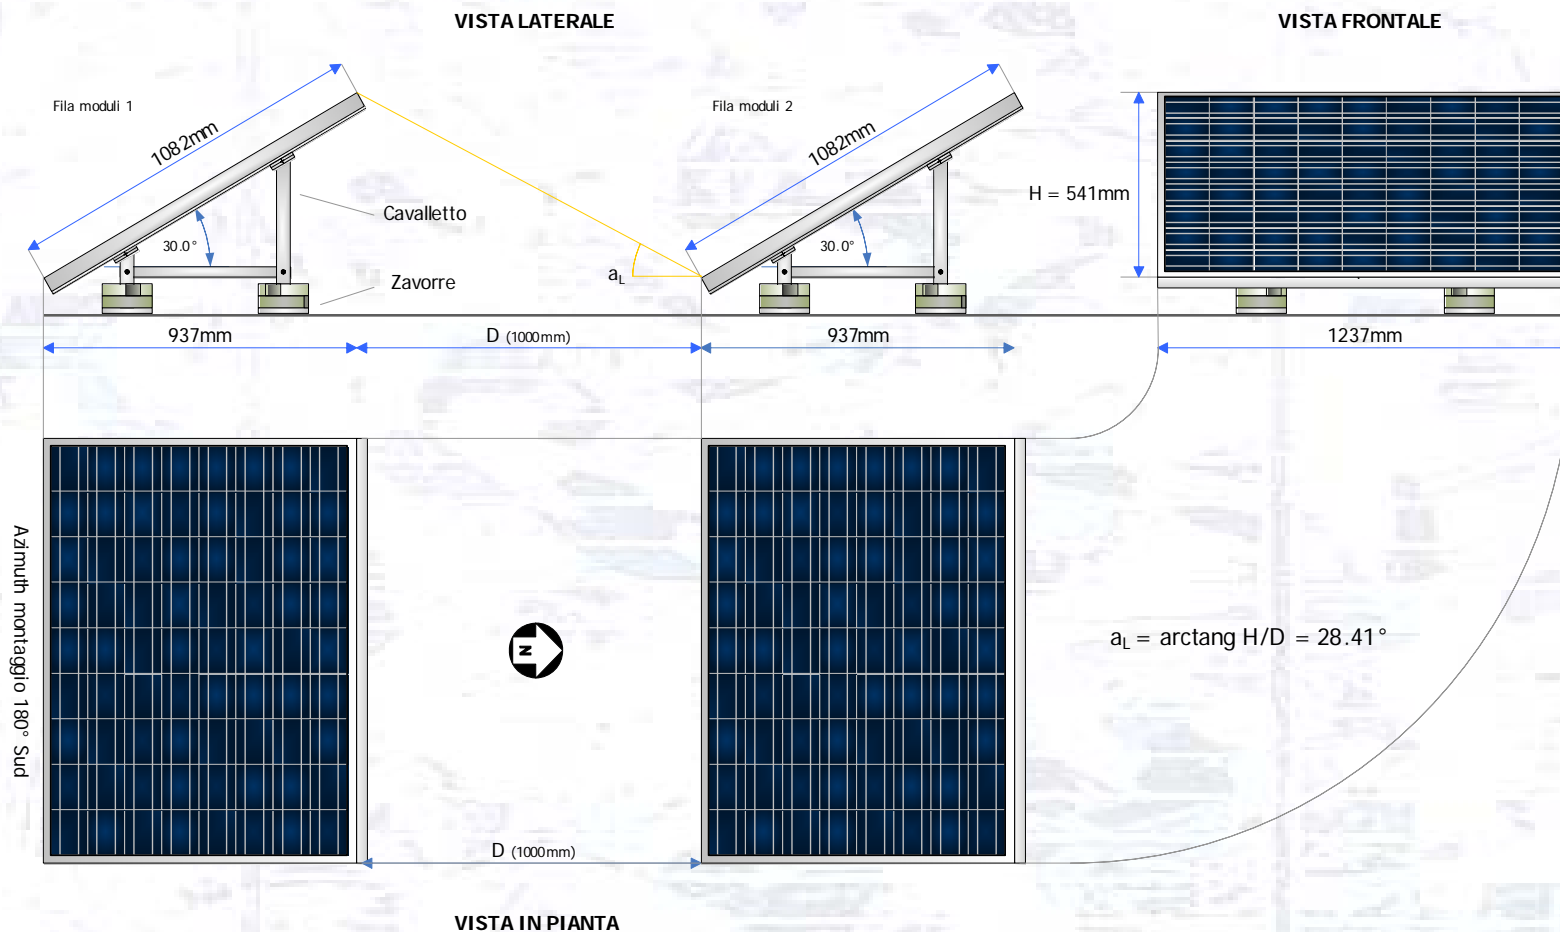 VISTA LATERALE
VISTA FRONTALE
Fila moduli 1
Fila moduli 2
1082mm
1082mm
H = 541mm
Cavalletto
30.0°
30.0°
aL
Zavorre
937mm
D (1000mm)
937mm
1237mm
Azimuth montaggio 180° Sud
N
aL = arctang H/D = 28.41°
D (1000mm)
VISTA IN PIANTA